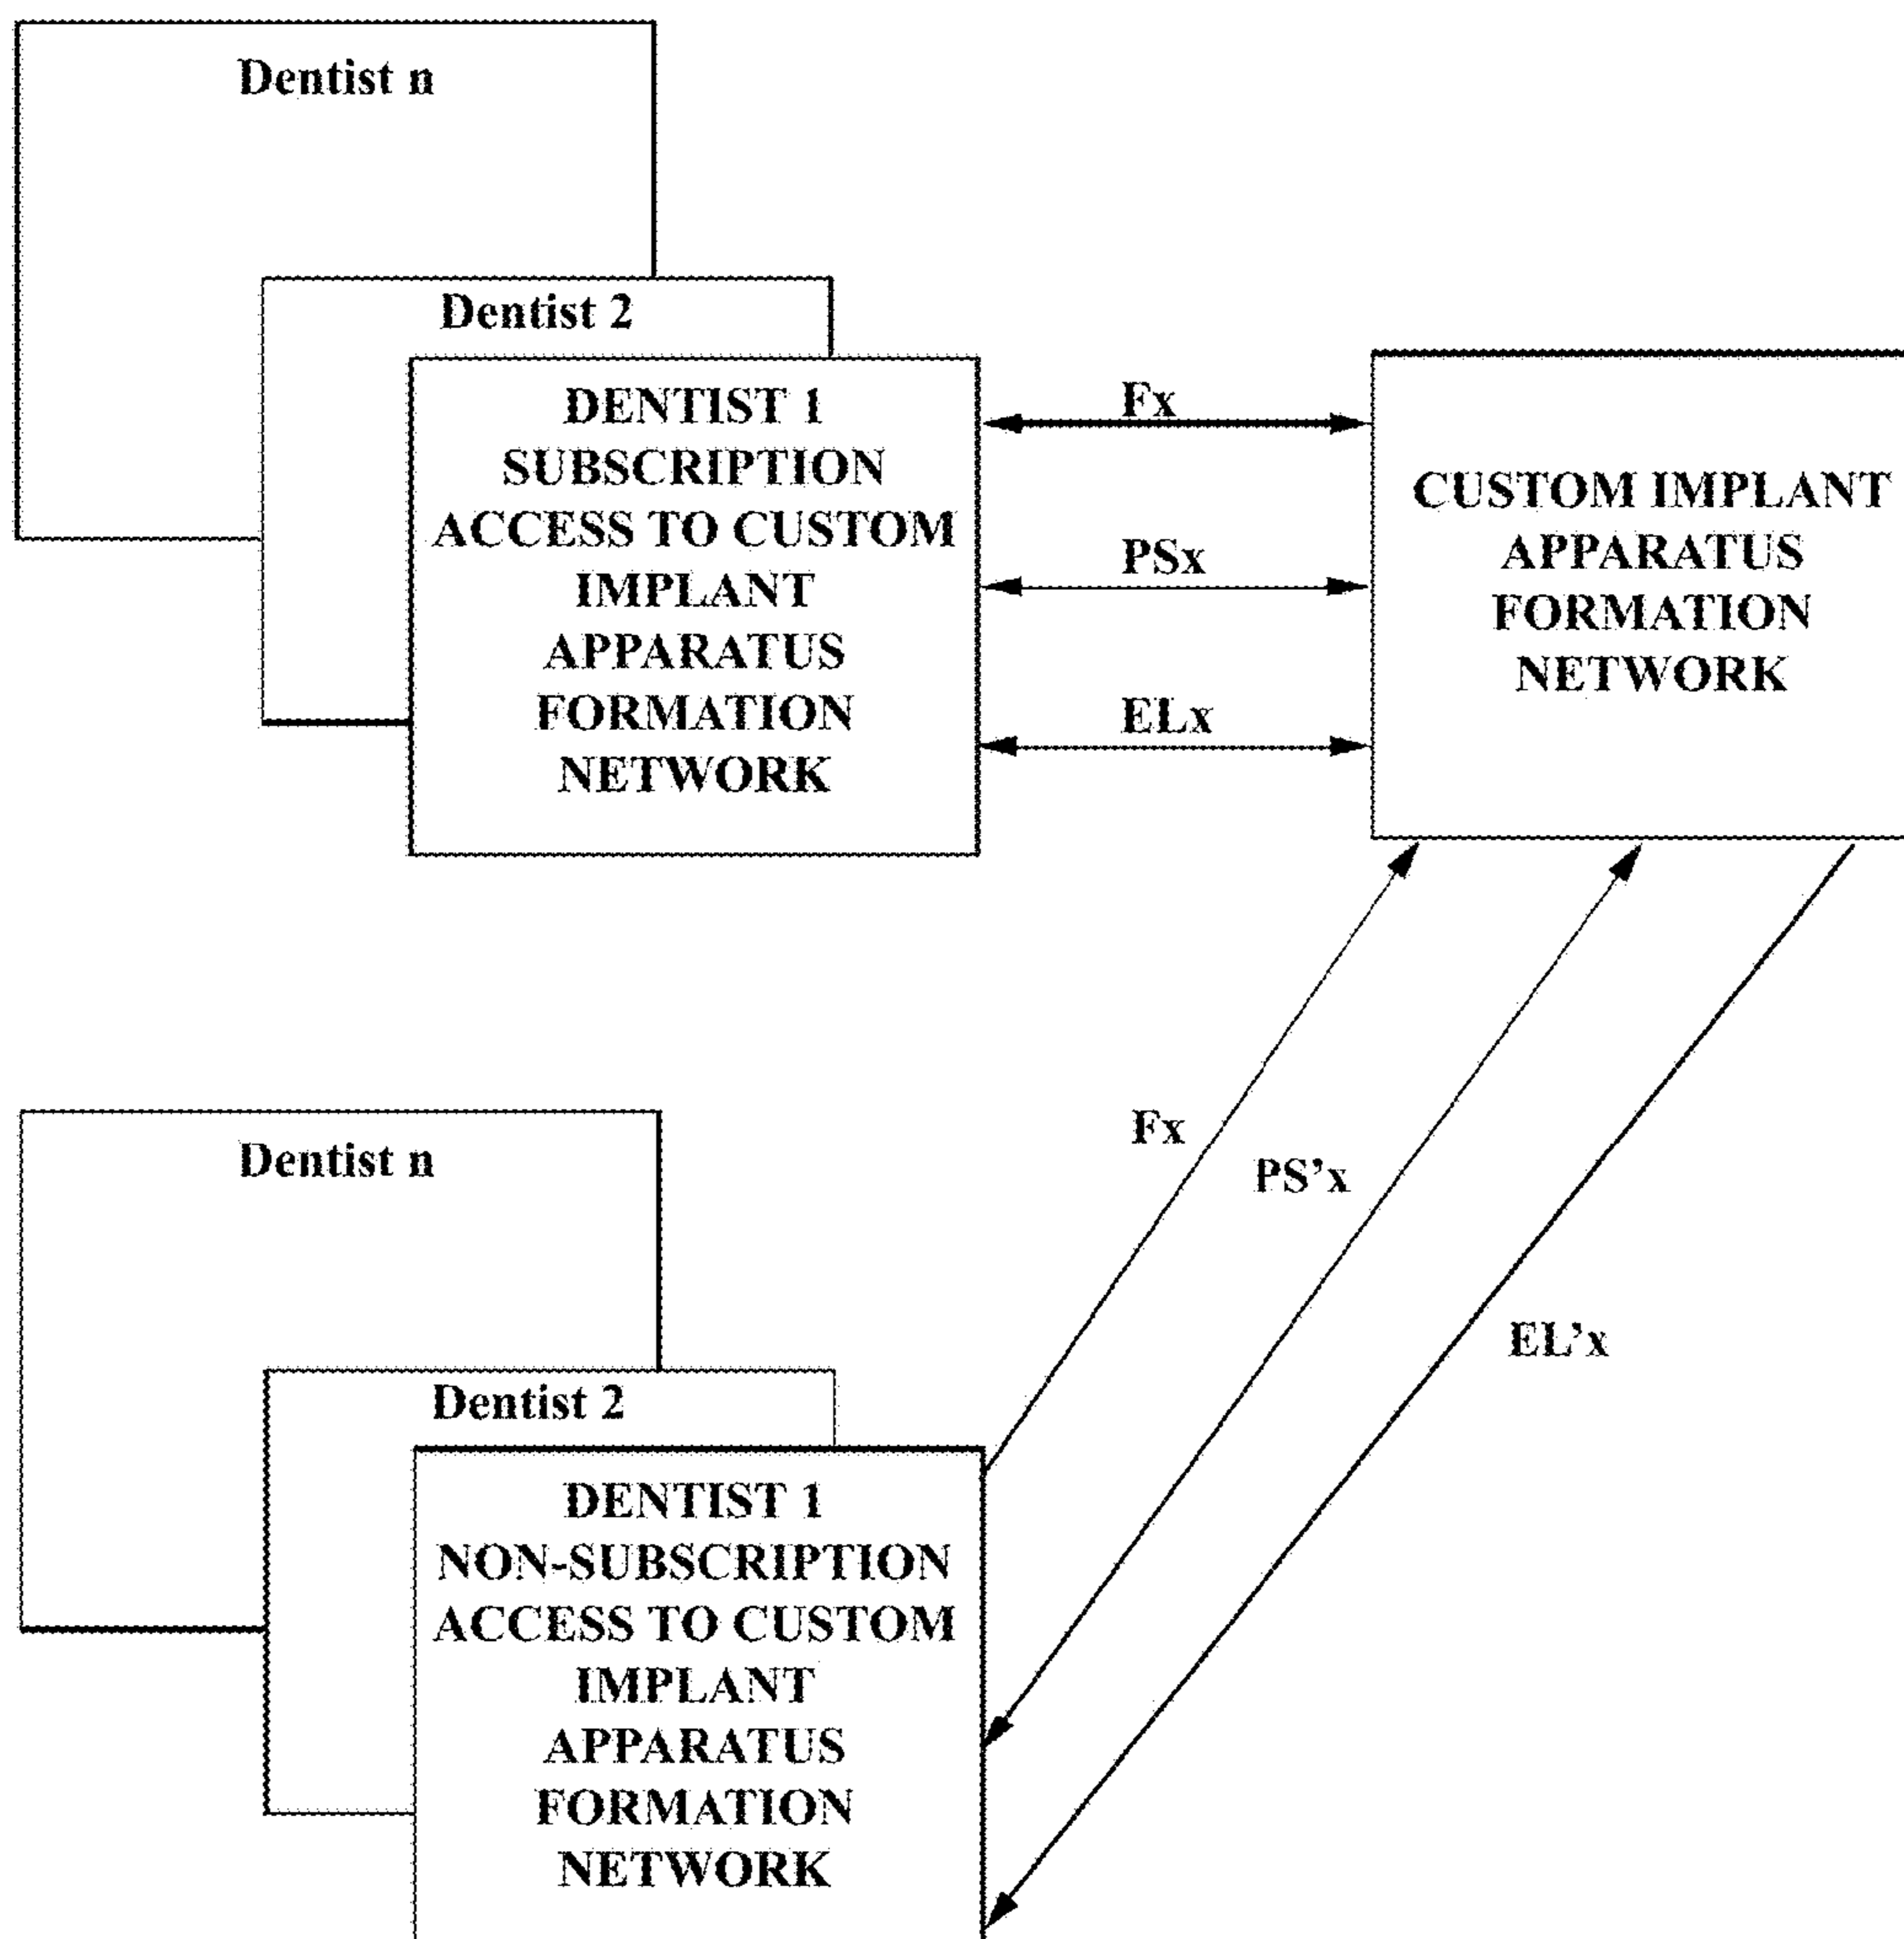 Dentist n
Dentist 2
DENTIST 1
SUBSCRIPTION
ACCESS TO CUSTOM
IMPLANT
APPARATUS
FORMATION
NETWORK
Fx
PSx
ELx
CUSTOM IMPLANT
APPARATUS
FORMATION
NETWORK
Fx
PS’x
EL’x
Dentist n
Dentist 2
DENTIST 1
NON-SUBSCRIPTION
ACCESS TO CUSTOM
IMPLANT
APPARATUS
FORMATION
NETWORK